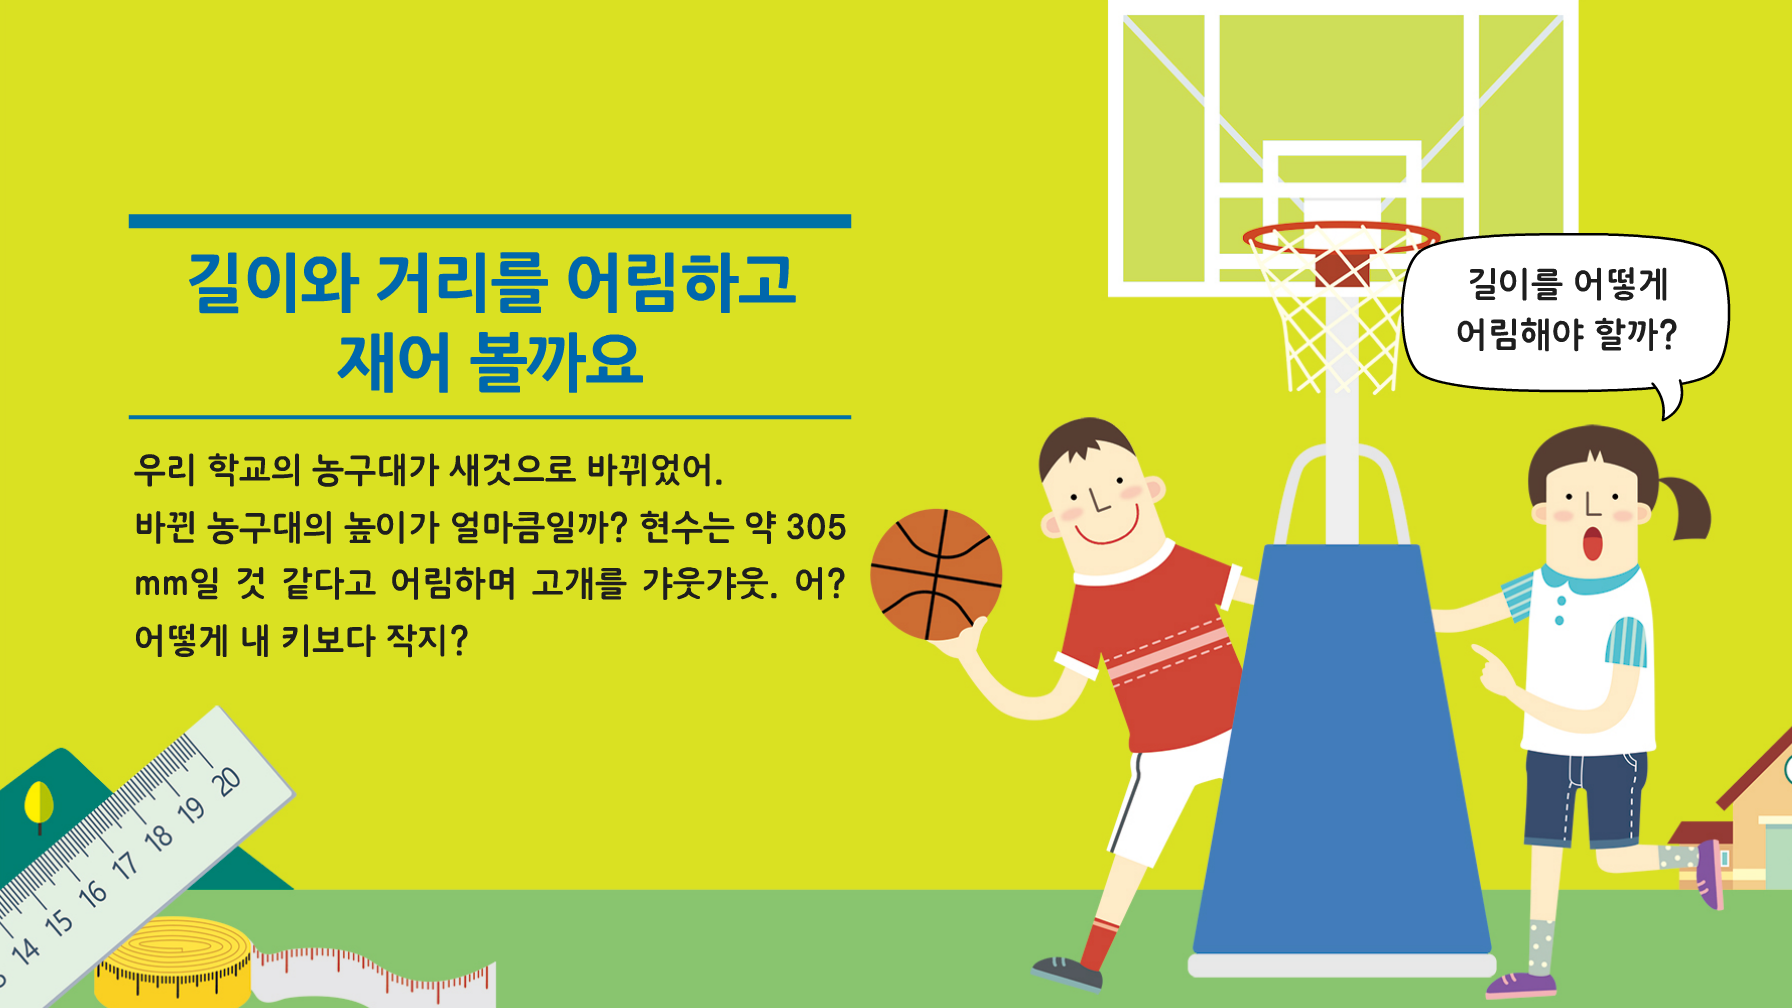 길이와 거리를 어림하고
재어 볼까요
우리 학교의 농구대가 새것으로 바뀌었어.
바뀐 농구대의 높이가 얼마큼일까? 현수는 약 305
mm일 것 같다고 어림하며 고개를 갸웃갸웃. 어?
어떻게 내 키보다 작지?
길이를 어떻게
어림해야 할까?
14 15 16 17 18 19 20